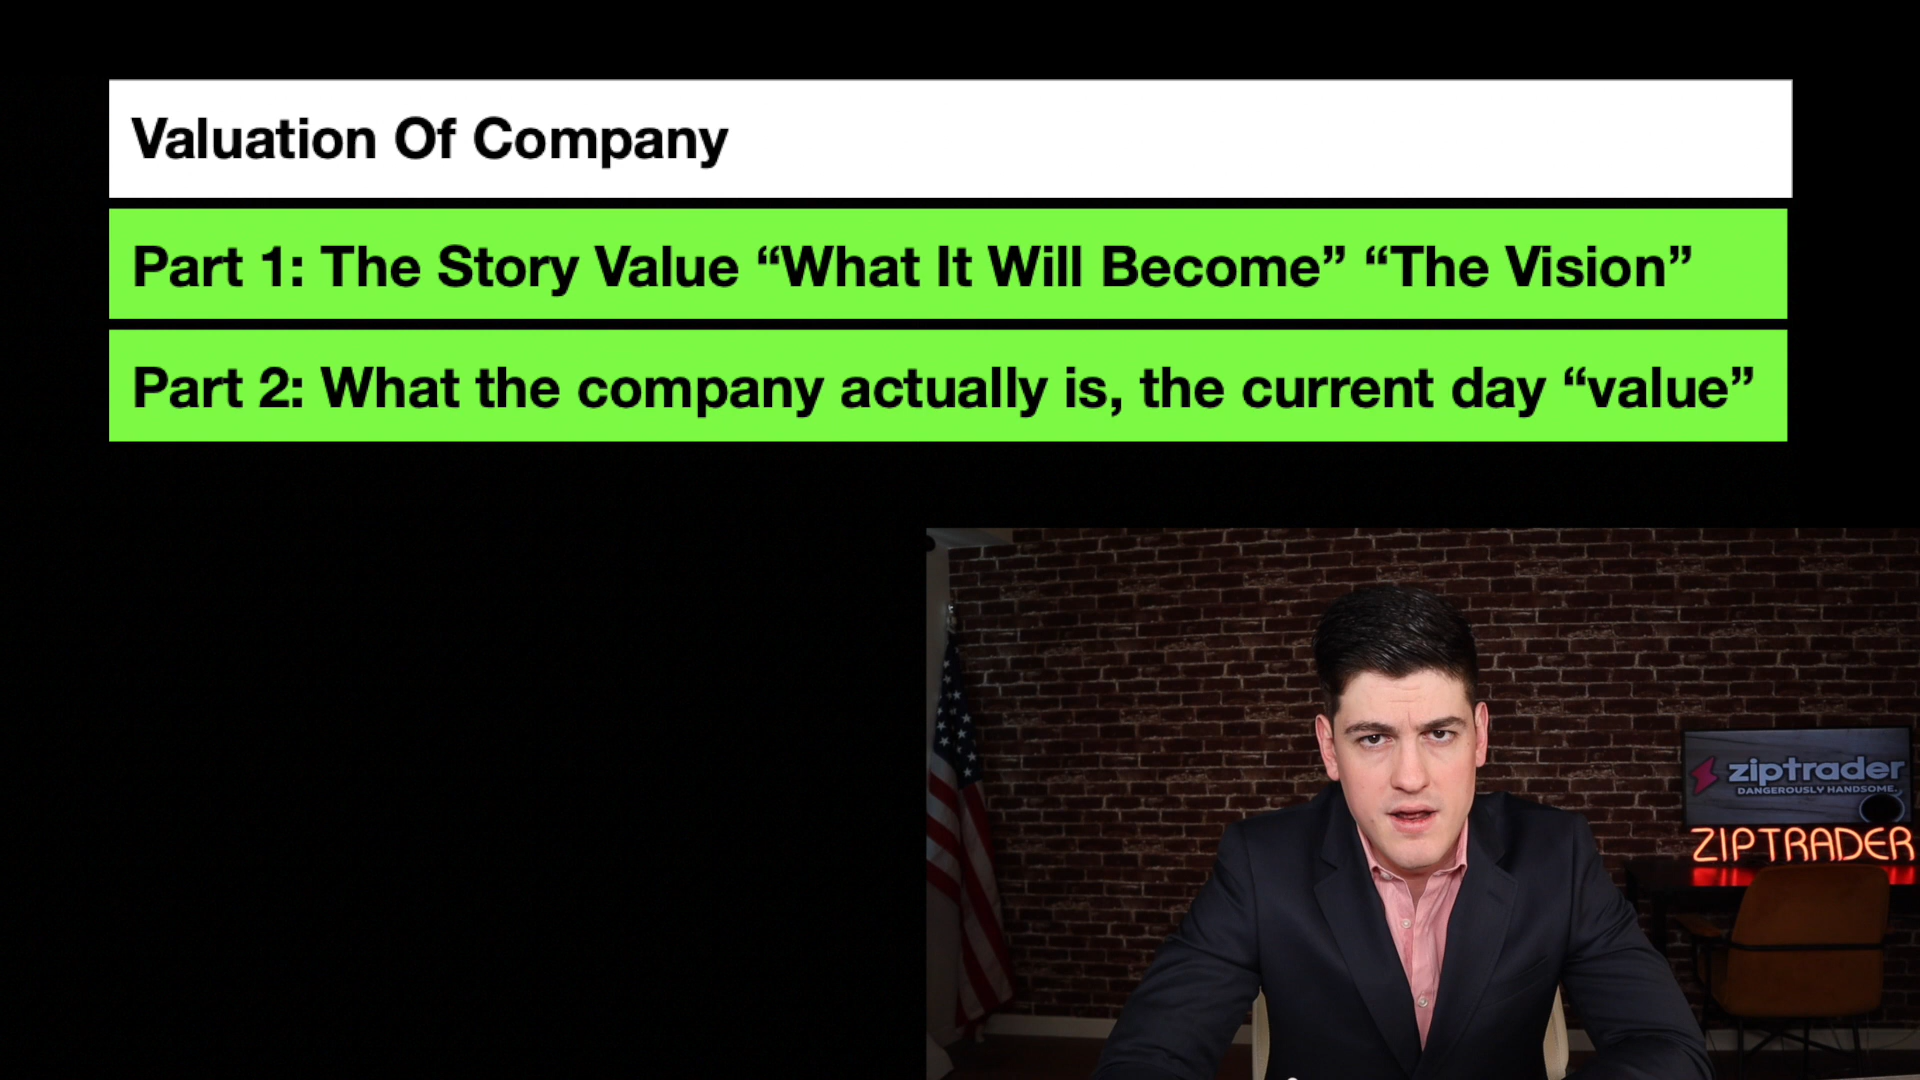 Valuation Of Company
Part 1: The Story Value “What It Will Become” “The Vision”
Part 2: What the company actually is, the current day “value”
ziptrader
DANGEROUSLY HANDSOME.
ZIPTRADER